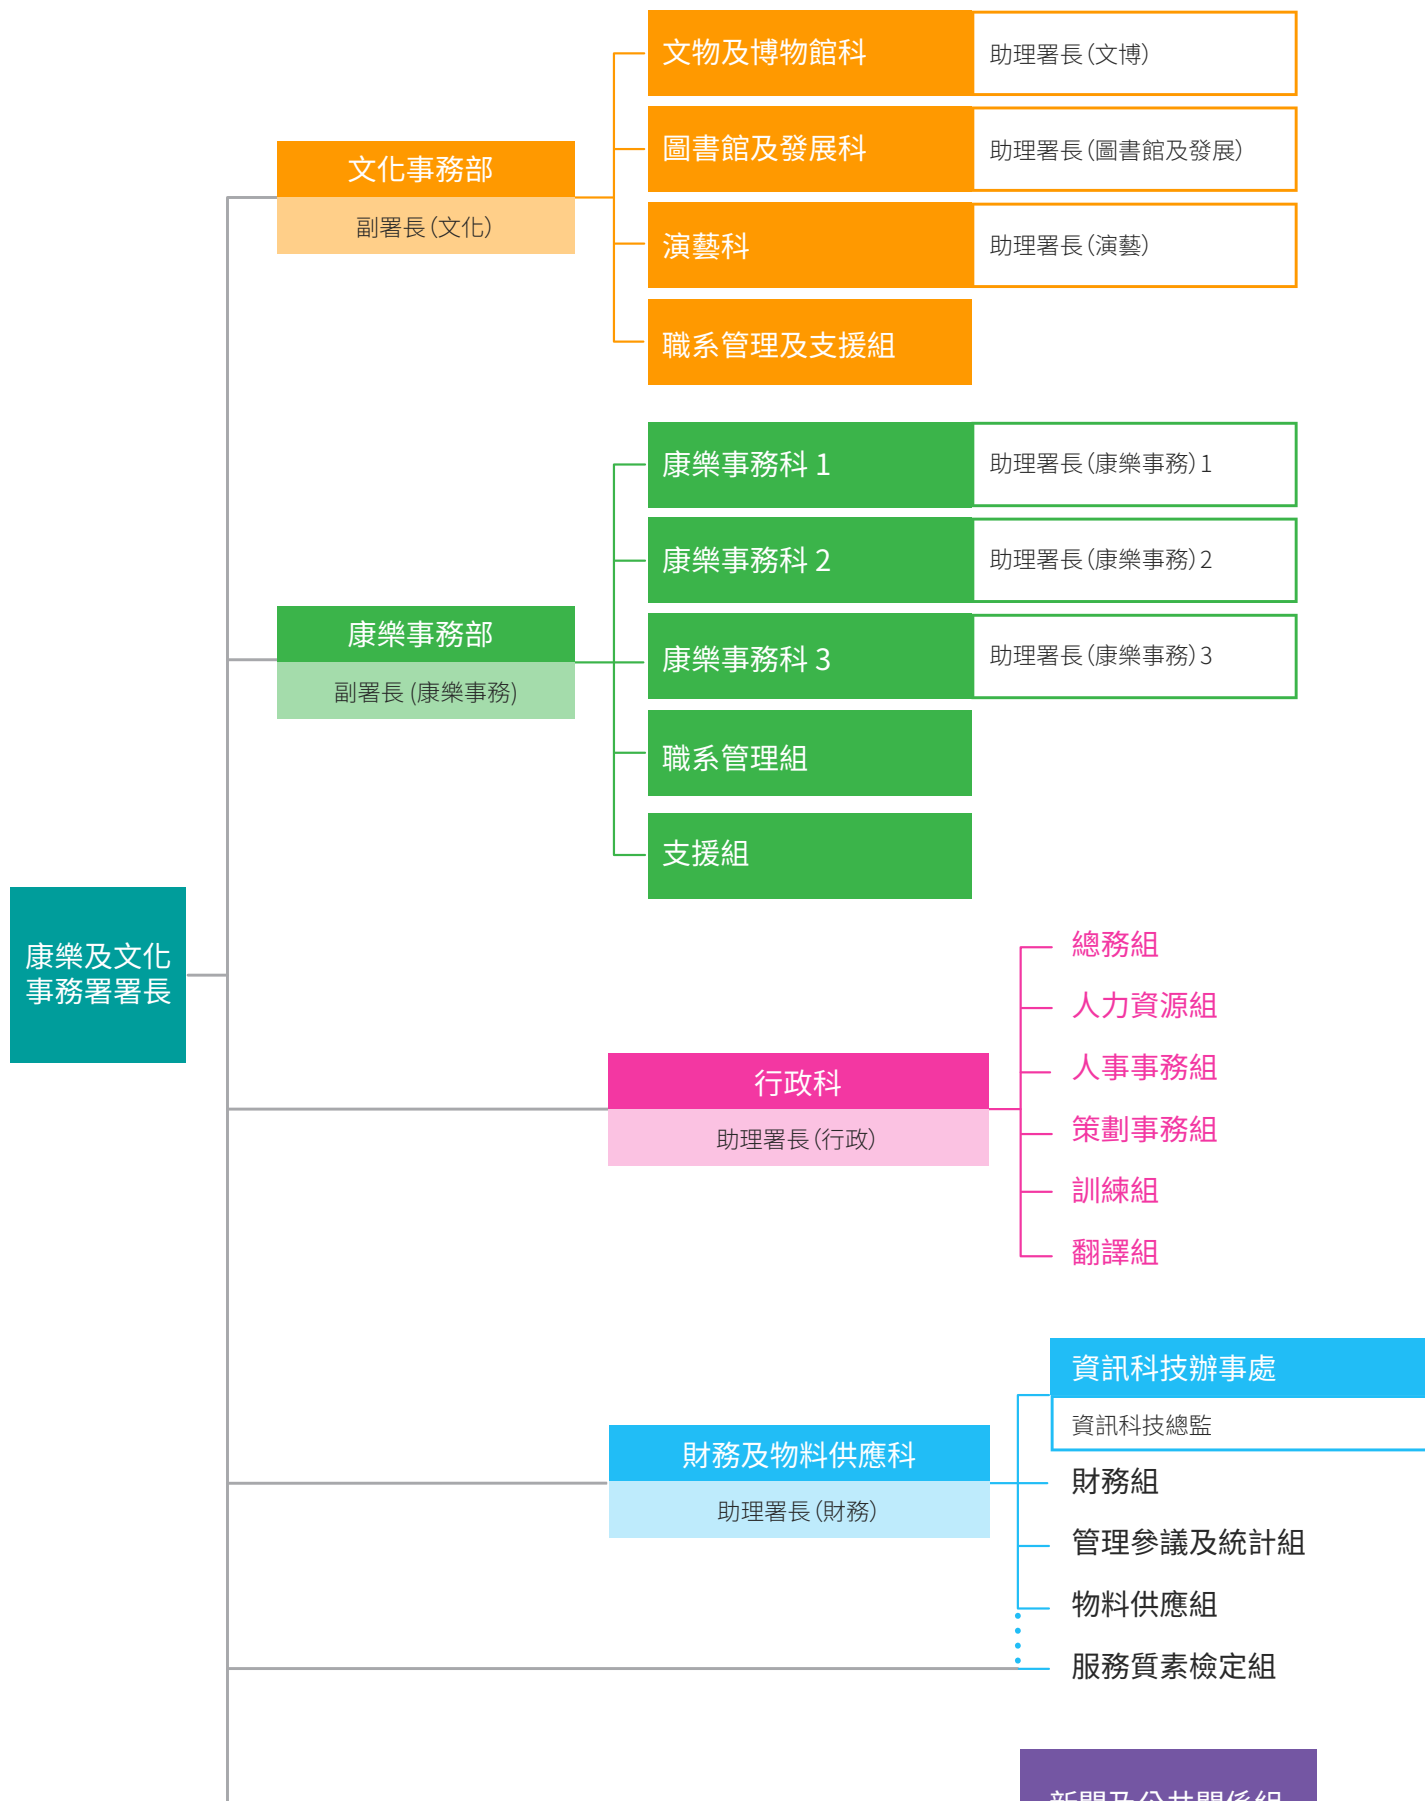 文物及博物館科
助理署長（文博）
圖書館及發展科
助理署長（圖書館及發展）
文化事務部
副署長（文化）
演藝科
助理署長（演藝）
職系管理及支援組
康樂事務科 1
助理署長（康樂事務）1
康樂事務科 2
助理署長（康樂事務）2
康樂事務部
副署長 (康樂事務)
康樂事務科 3
助理署長（康樂事務）3
職系管理組
支援組
康樂及文化
事務署署長
總務組
人力資源組
人事事務組
行政科
助理署長（行政）
策劃事務組
訓練組
翻譯組
資訊科技辦事處
資訊科技總監
財務及物料供應科
助理署長（財務）
財務組
管理參議及統計組
物料供應組
服務質素檢定組
新聞及公共關係組